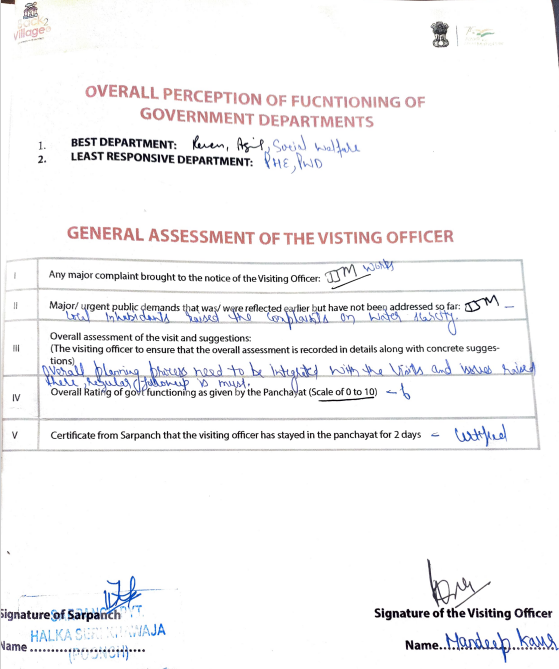 back2
Village
OVERALL PERCEPTION OF FUCNTIONING OF
GOVERNMENT DEPARTMENTS
1. BEST DEPARTMENT: Reven, Agil, Social Walfate
2. LEAST RESPONSIVE DEPARTMENT: PHE, PWD
GENERAL ASSESSMENT OF THE VISTING OFFICER
I Any major complaint brought to the notice of the Visiting Officer: JJM Works
II Major/ urgent public demands that was/ were reflected earlier but have not been addressed so far: JJM –
Local Inhabidants raised the Complaints on Water starcity.
III Overall assessment of the visit and suggestions:
(The visiting officer to ensure that the overall assessment is recorded in details along with concrete sugges-
tions)
Overall planning process need to be integrated with the Visits and issues raised
there, regular followup is must.
IV Overall Rating of govt functioning as given by the Panchayat (Scale of 0 to 10) – 6
V Certificate from Sarpanch that the visiting officer has stayed in the panchayat for 2 days = Certified
Signature of Sarpanch
Signature of the Visiting Officer
HALKA
(POONCH)
Name
Name Mandeep Kaur